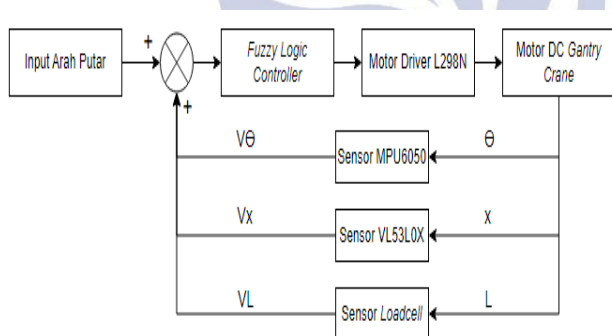 Input Arah Putar
+
+
Fuzzy Logic
Controller
Motor Driver L298N
Motor DC Gantry
Crane
VΘ
Sensor MPU6050
Θ
Vx
Sensor VL53L0X
x
VL
Sensor Loadcell
L